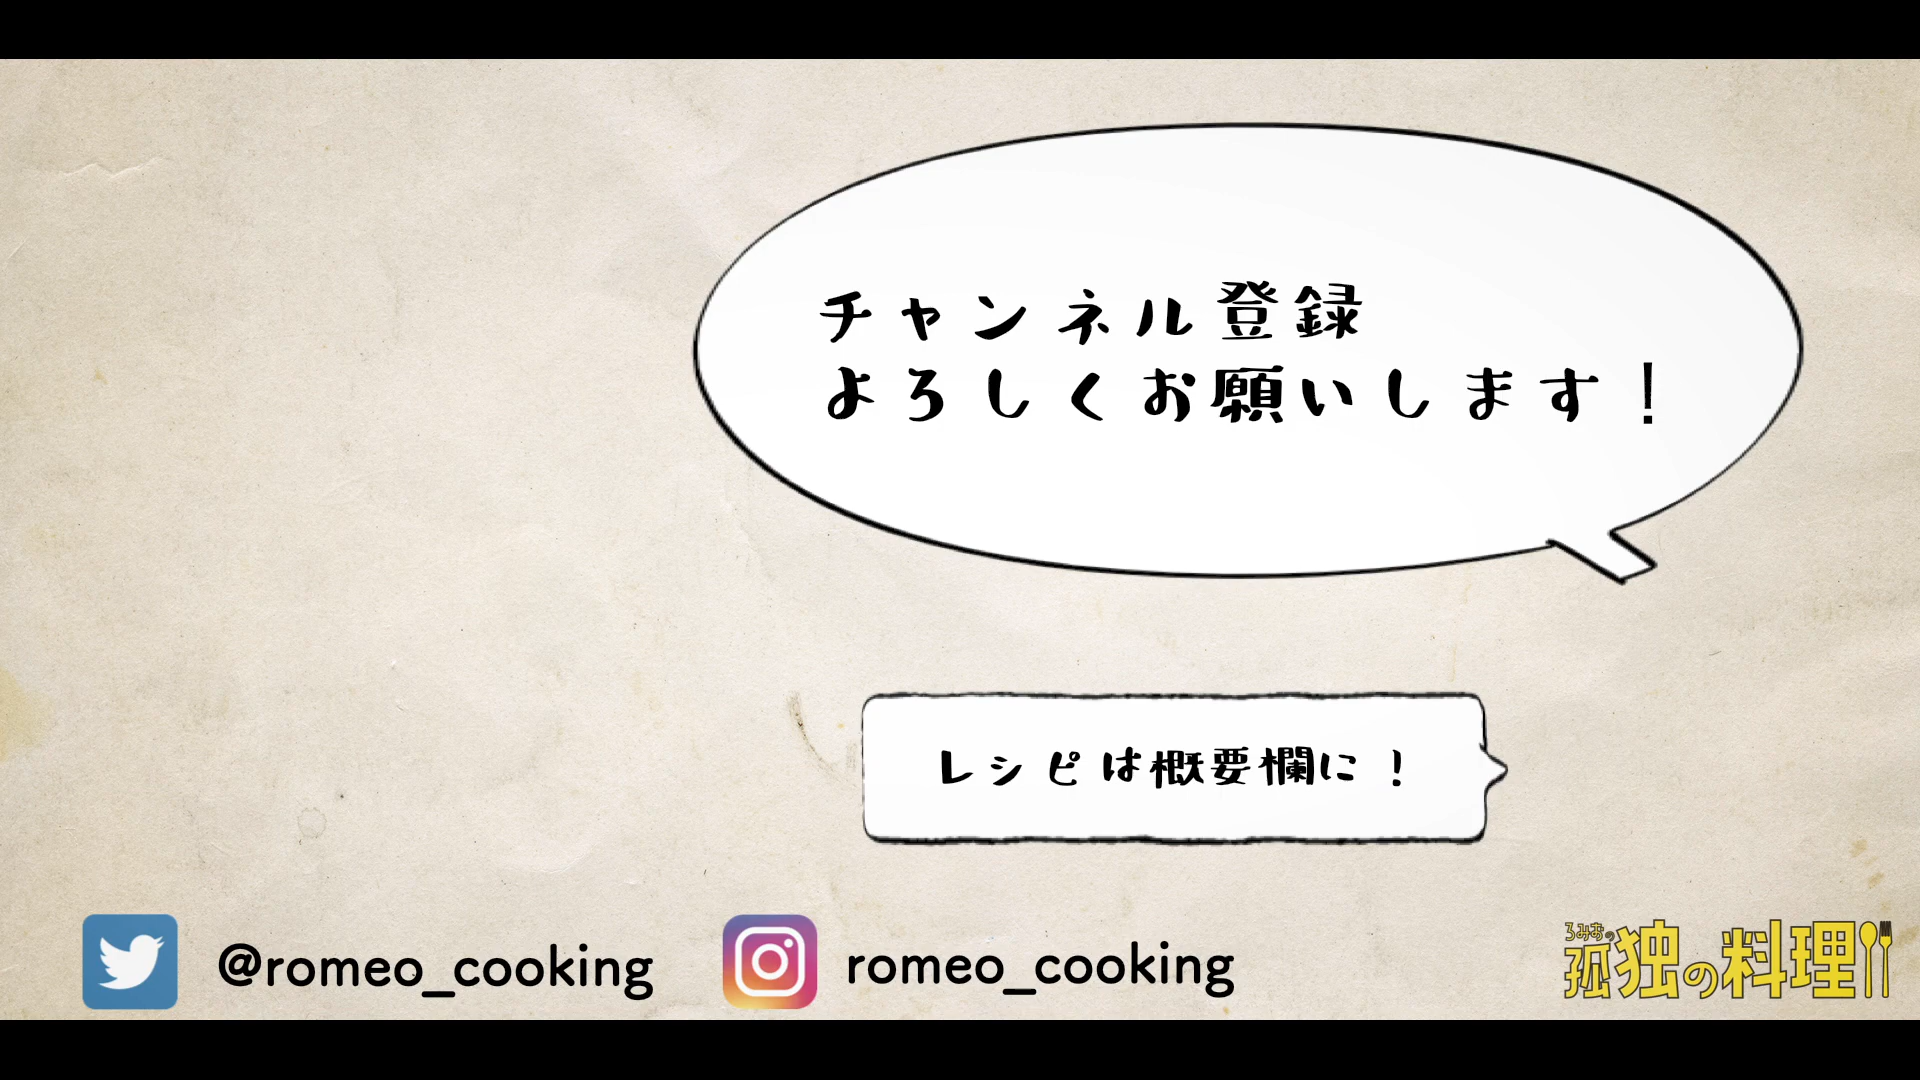 チャンネル登録
よろしくお願いします！
レシピは概要欄に！
@romeo_cooking
romeo_cooking
ろみおの
孤独の料理